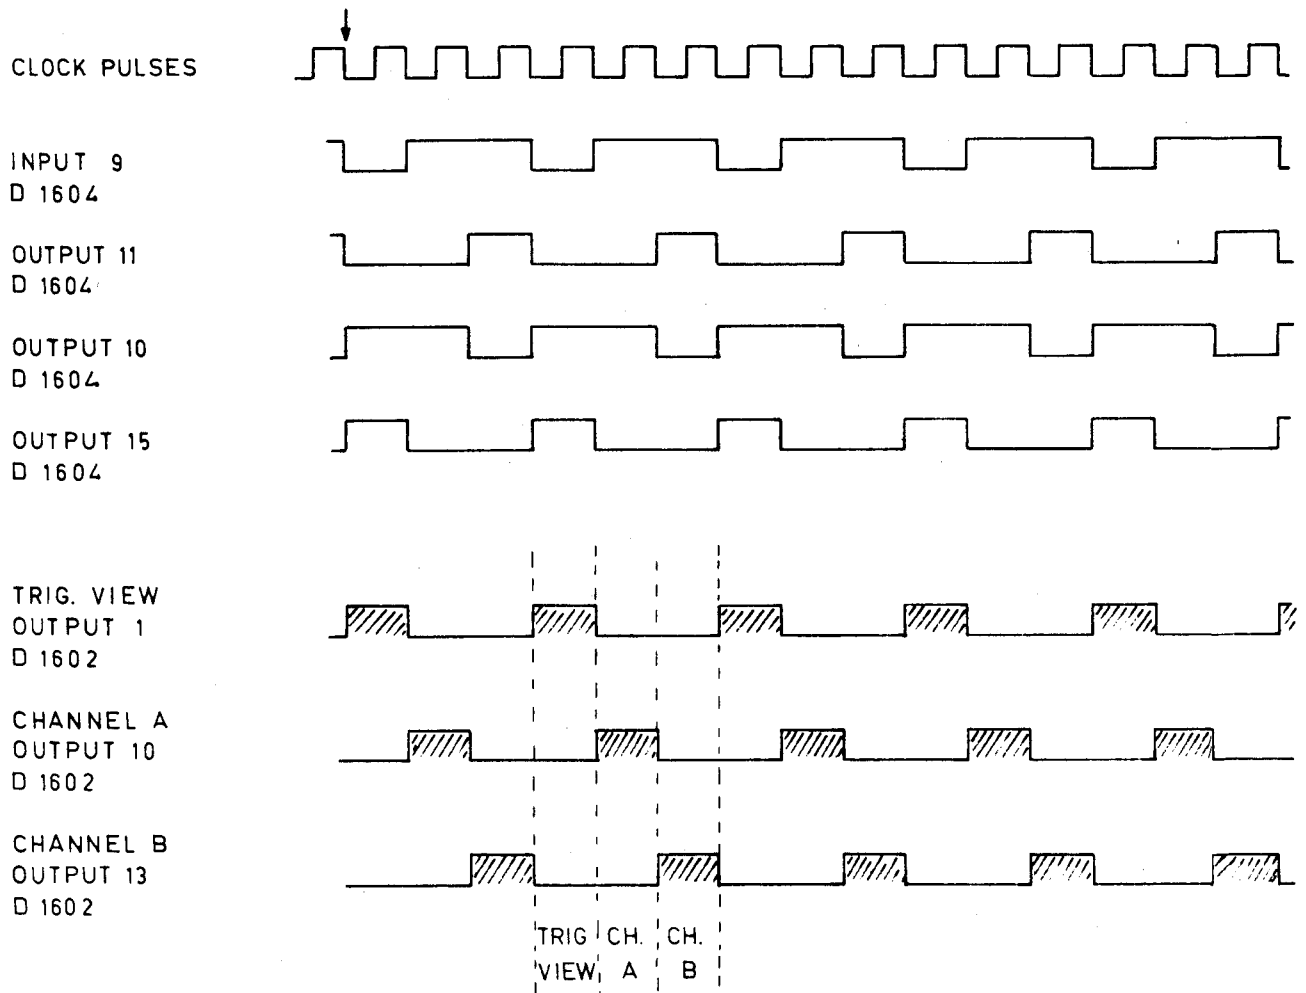 CLOCK PULSES
INPUT 9
D 1604
OUTPUT 11
D 1604
OUTPUT 10
D 1604
OUTPUT 15
D 1604
TRIG. VIEW
OUTPUT 1
D 1602
CHANNEL A
OUTPUT 10
D 1602
CHANNEL B
OUTPUT 13
D 1602
TRIG VIEW
CH. A
CH. B